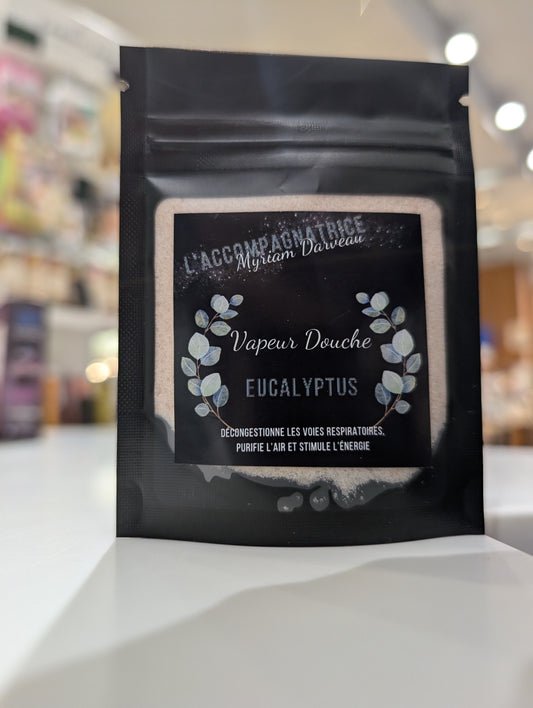 L'ACCOMPAGNATRICE
Myriam Darveau
Vapeur Douche
EUCALYPTUS
DÉCONGESTIONNE LES VOIES RESPIRATOIRES,
PURIFIE L'AIR ET STIMULE L'ÉNERGIE